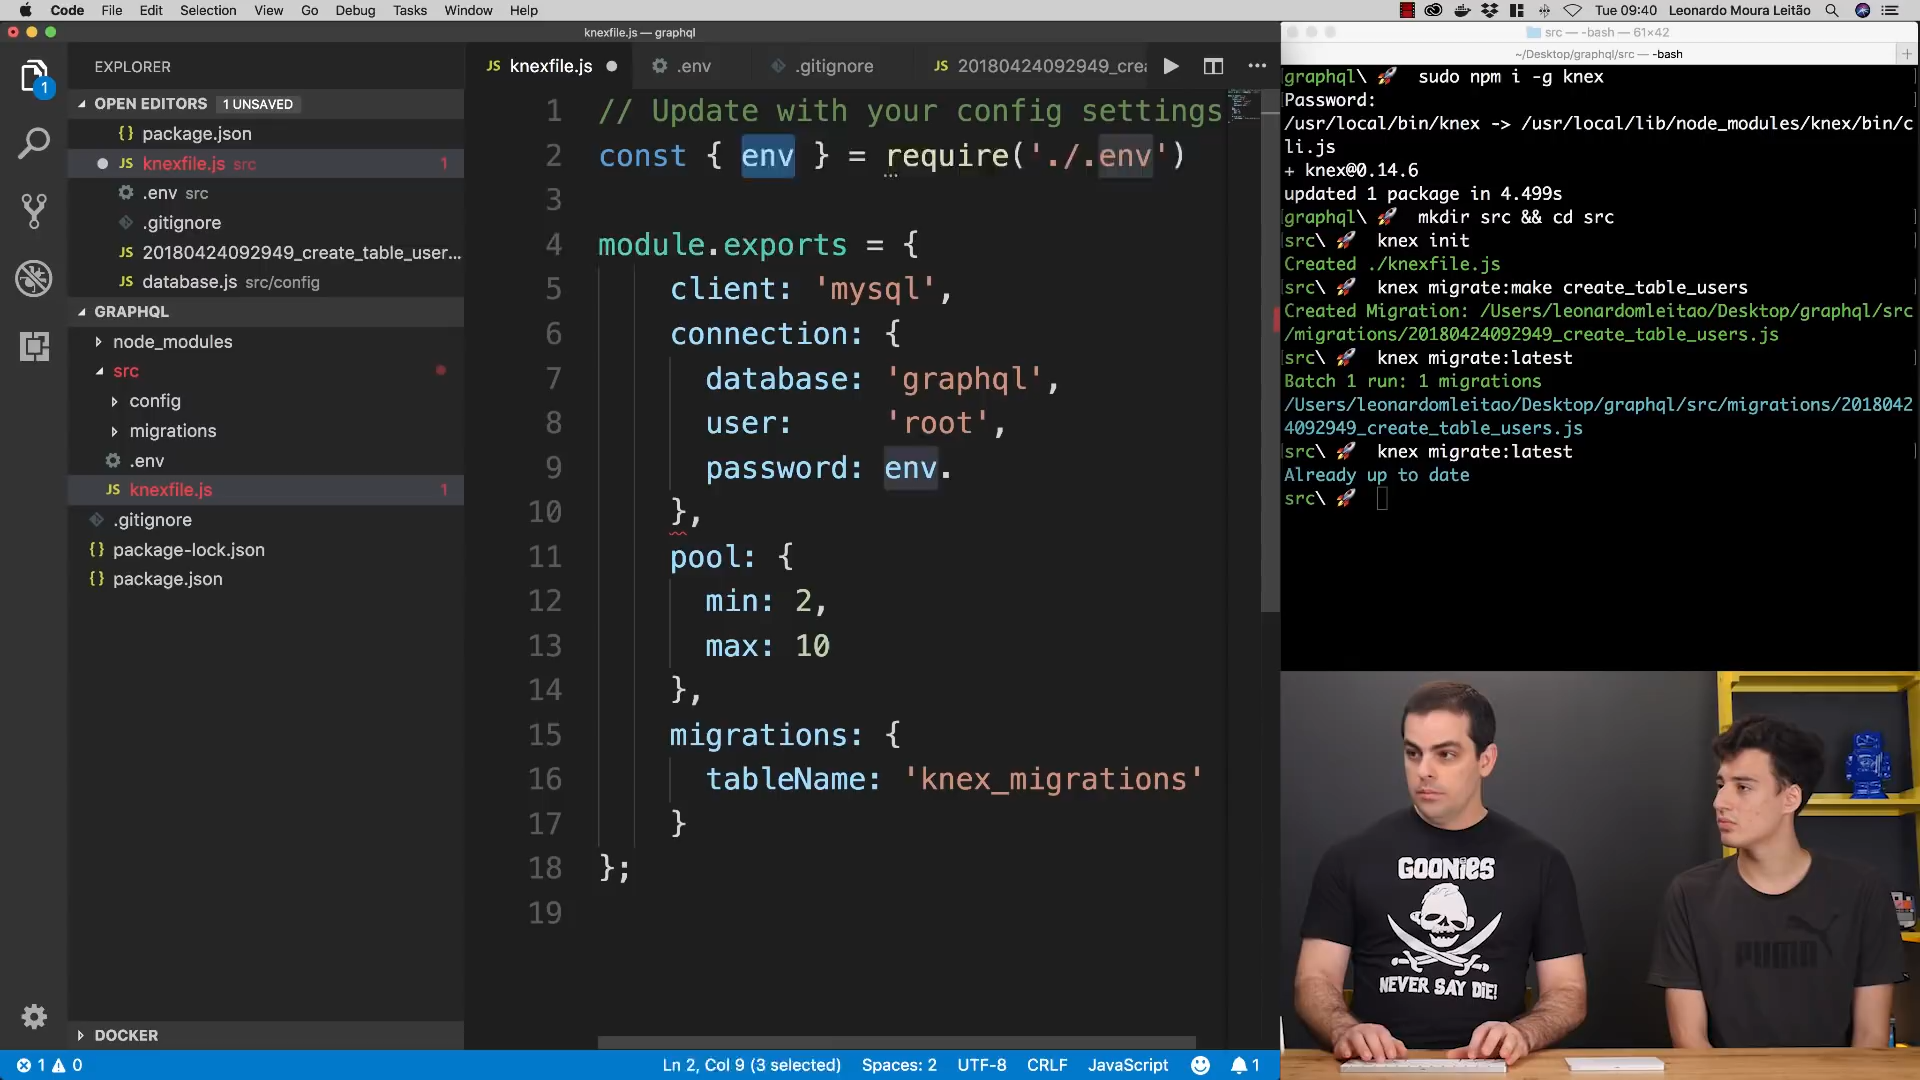 Code File Edit Selection View Go Debug Tasks Window Help
Tue 09:40 Leonardo Moura Leitão
knexfile.js — graphql
EXPLORER
OPEN EDITORS 1 UNSAVED
{} package.json
JS knexfile.js src 1
.env src
.gitignore
JS 20180424092949_create_table_user...
JS database.js src/config
GRAPHQL
node_modules
src
config
migrations
.env
JS knexfile.js 1
.gitignore
{} package-lock.json
{} package.json
DOCKER
1
JS knexfile.js
.env
.gitignore
JS 20180424092949_crea
1 // Update with your config settings
2 const { env } = require('./.env')
3
4 module.exports = {
5 client: 'mysql',
6 connection: {
7 database: 'graphql',
8 user: 'root',
9 password: env.
10 },
11 pool: {
12 min: 2,
13 max: 10
14 },
15 migrations: {
16 tableName: 'knex_migrations'
17 }
18 };
19
1 0
Ln 2, Col 9 (3 selected) Spaces: 2 UTF-8 CRLF JavaScript 1
src — -bash — 61×42
~/Desktop/graphql/src — -bash
graphql\ 🚀 sudo npm i -g knex
Password:
/usr/local/bin/knex -> /usr/local/lib/node_modules/knex/bin/c
li.js
+ knex@0.14.6
updated 1 package in 4.499s
graphql\ 🚀 mkdir src && cd src
src\ 🚀 knex init
Created ./knexfile.js
src\ 🚀 knex migrate:make create_table_users
Created Migration: /Users/leonardomleitao/Desktop/graphql/src
/migrations/20180424092949_create_table_users.js
src\ 🚀 knex migrate:latest
Batch 1 run: 1 migrations
/Users/leonardomleitao/Desktop/graphql/src/migrations/2018042
4092949_create_table_users.js
src\ 🚀 knex migrate:latest
Already up to date
src\ 🚀
GOONIES
NEVER SAY DIE!
PUMA